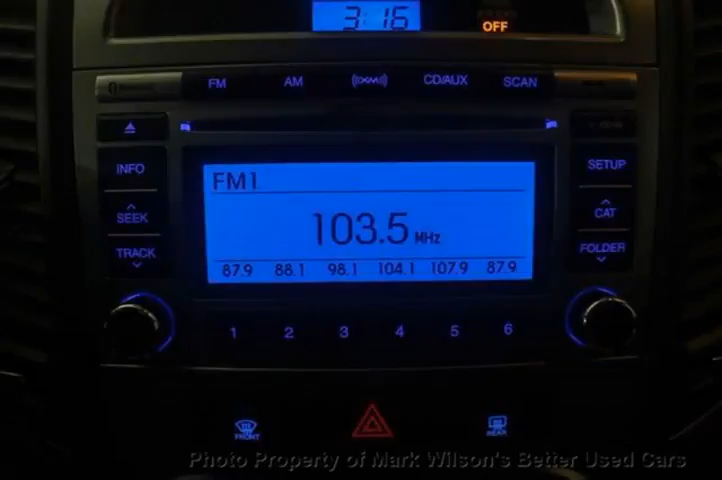 3:16
OFF
FM AM ((XM)) CD/AUX SCAN
INFO
SETUP
FM1
SEEK
CAT
103.5 MHz
TRACK
FOLDER
87.9 88.1 98.1 104.1 107.9 87.9
1 2 3 4 5 6
FRONT
REAR
Photo Property of Mark Wilson's Better Used Cars